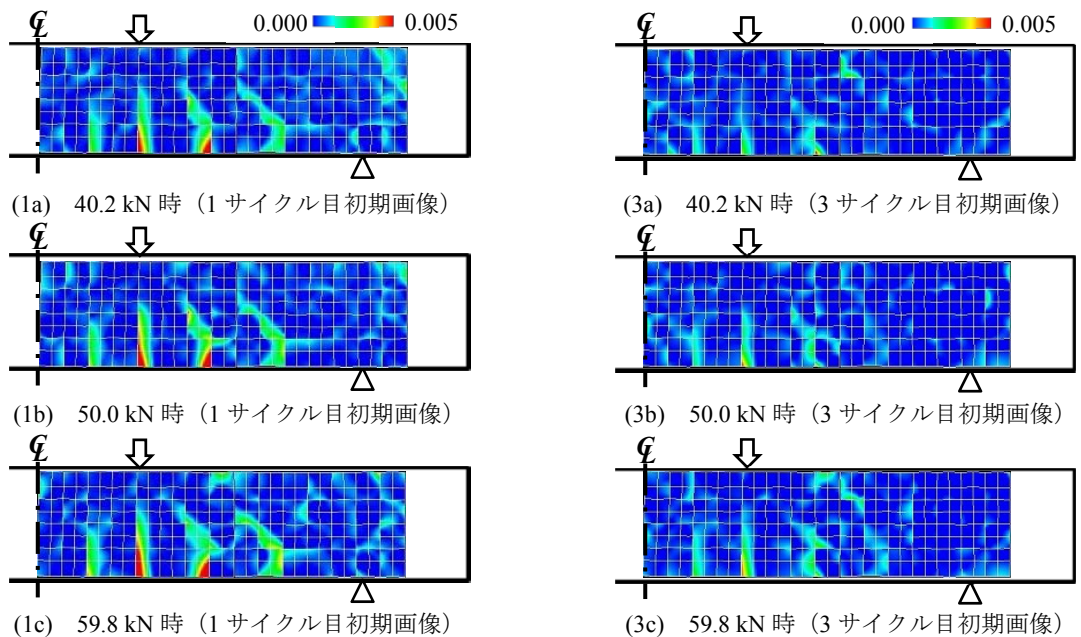 ℄ 0.000 0.005
(1a) 40.2 kN 時（1 サイクル目初期画像）
℄
(1b) 50.0 kN 時（1 サイクル目初期画像）
℄
(1c) 59.8 kN 時（1 サイクル目初期画像）
℄ 0.000 0.005
(3a) 40.2 kN 時（3 サイクル目初期画像）
℄
(3b) 50.0 kN 時（3 サイクル目初期画像）
℄
(3c) 59.8 kN 時（3 サイクル目初期画像）